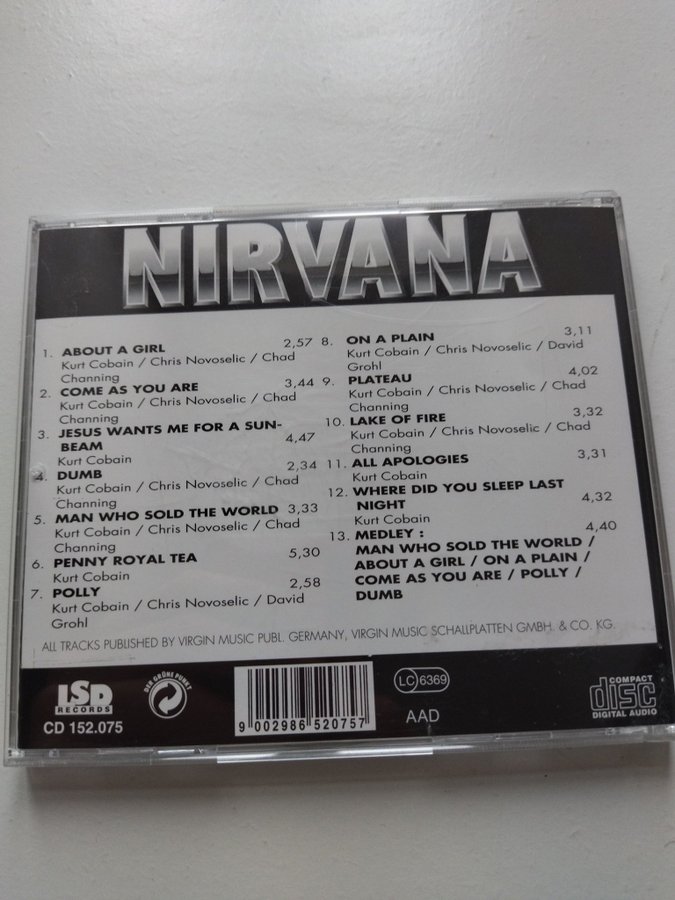 NIRVANA
1. ABOUT A GIRL 2,57
Kurt Cobain / Chris Novoselic / Chad
Channing
2. COME AS YOU ARE 3,44
Kurt Cobain / Chris Novoselic / Chad
Channing
3. JESUS WANTS ME FOR A SUN-
BEAM 4,47
Kurt Cobain
4. DUMB 2,34
Kurt Cobain / Chris Novoselic / Chad
Channing
5. MAN WHO SOLD THE WORLD 3,33
Kurt Cobain / Chris Novoselic / Chad
Channing
6. PENNY ROYAL TEA 5,30
Kurt Cobain
7. POLLY 2,58
Kurt Cobain / Chris Novoselic / David
Grohl
8. ON A PLAIN 3,11
Kurt Cobain / Chris Novoselic / David
Grohl
9. PLATEAU 4,02
Kurt Cobain / Chris Novoselic / Chad
Channing
10. LAKE OF FIRE 3,32
Kurt Cobain / Chris Novoselic / Chad
Channing
11. ALL APOLOGIES 3,31
Kurt Cobain
12. WHERE DID YOU SLEEP LAST
NIGHT 4,32
Kurt Cobain
13. MEDLEY : 4,40
MAN WHO SOLD THE WORLD /
ABOUT A GIRL / ON A PLAIN /
COME AS YOU ARE / POLLY /
DUMB
ALL TRACKS PUBLISHED BY VIRGIN MUSIC PUBL. GERMANY, VIRGIN MUSIC SCHALLPLATTEN GMBH. & CO. KG
LSD
RECORDS
CD 152.075
DER GRÜNE PUNKT
9 002986 520757
LC 6369
AAD
COMPACT
disc
DIGITAL AUDIO